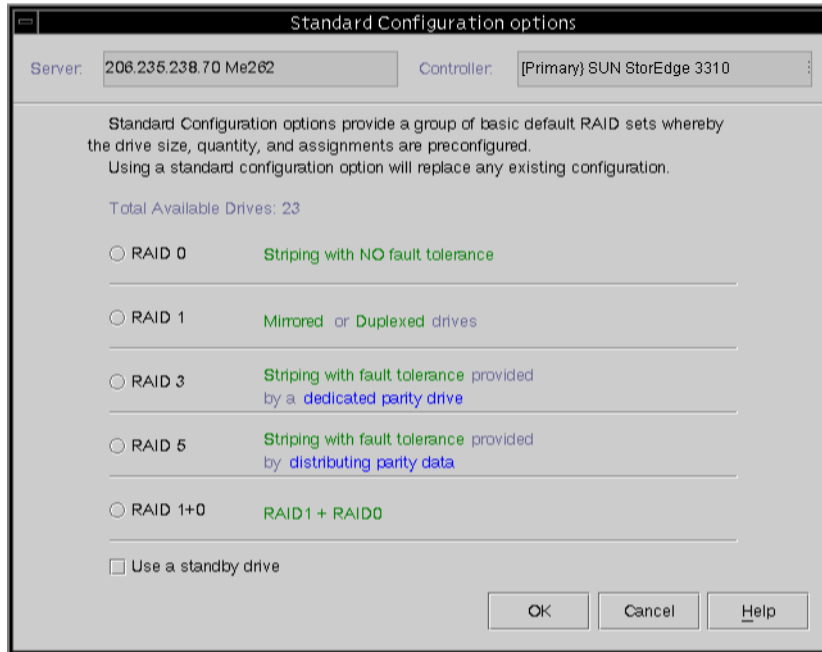 Standard Configuration options
Server: 206.235.238.70 Me262 Controller: [Primary} SUN StorEdge 3310
Standard Configuration options provide a group of basic default RAID sets whereby
the drive size, quantity, and assignments are preconfigured.
Using a standard configuration option will replace any existing configuration.
Total Available Drives: 23
RAID 0 Striping with NO fault tolerance
RAID 1 Mirrored or Duplexed drives
RAID 3 Striping with fault tolerance provided
by a dedicated parity drive
RAID 5 Striping with fault tolerance provided
by distributing parity data
RAID 1+0 RAID1 + RAID0
Use a standby drive
OK Cancel Help